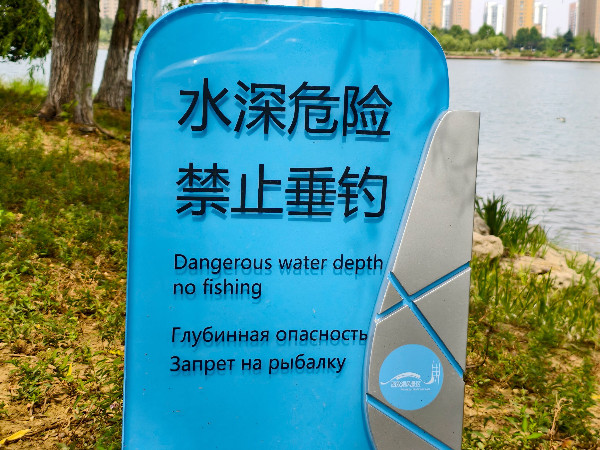 水深危险
禁止垂钓
Dangerous water depth
no fishing
Глубинная опасность
Запрет на рыбалку